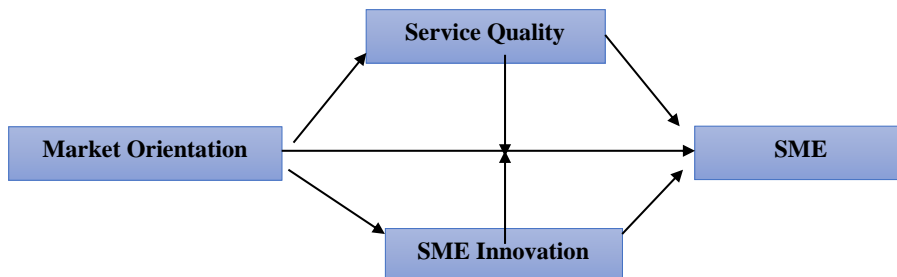 Service Quality
Market Orientation
SME
SME Innovation